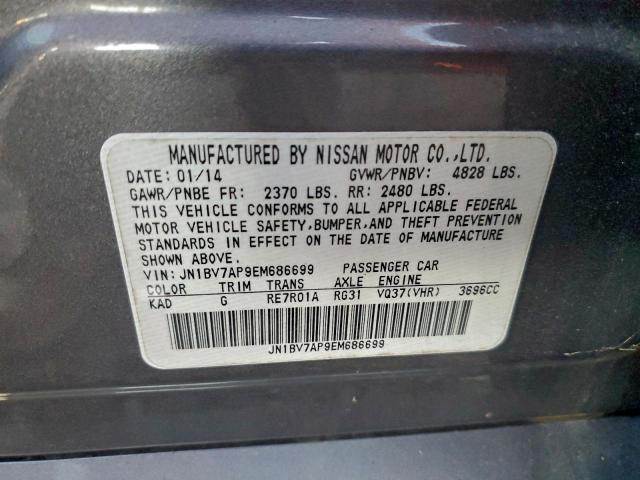 MANUFACTURED BY NISSAN MOTOR CO.,LTD.
DATE: 01/14 GVWR/PNBV: 4828 LBS.
GAWR/PNBE FR: 2370 LBS. RR: 2480 LBS.
THIS VEHICLE CONFORMS TO ALL APPLICABLE FEDERAL
MOTOR VEHICLE SAFETY,BUMPER,AND THEFT PREVENTION
STANDARDS IN EFFECT ON THE DATE OF MANUFACTURE
SHOWN ABOVE.
VIN: JN1BV7AP9EM686699 PASSENGER CAR
COLOR TRIM TRANS AXLE ENGINE
KAD G RE7R01A RG31 VQ37(VHR) 3696CC
JN1BV7AP9EM686699